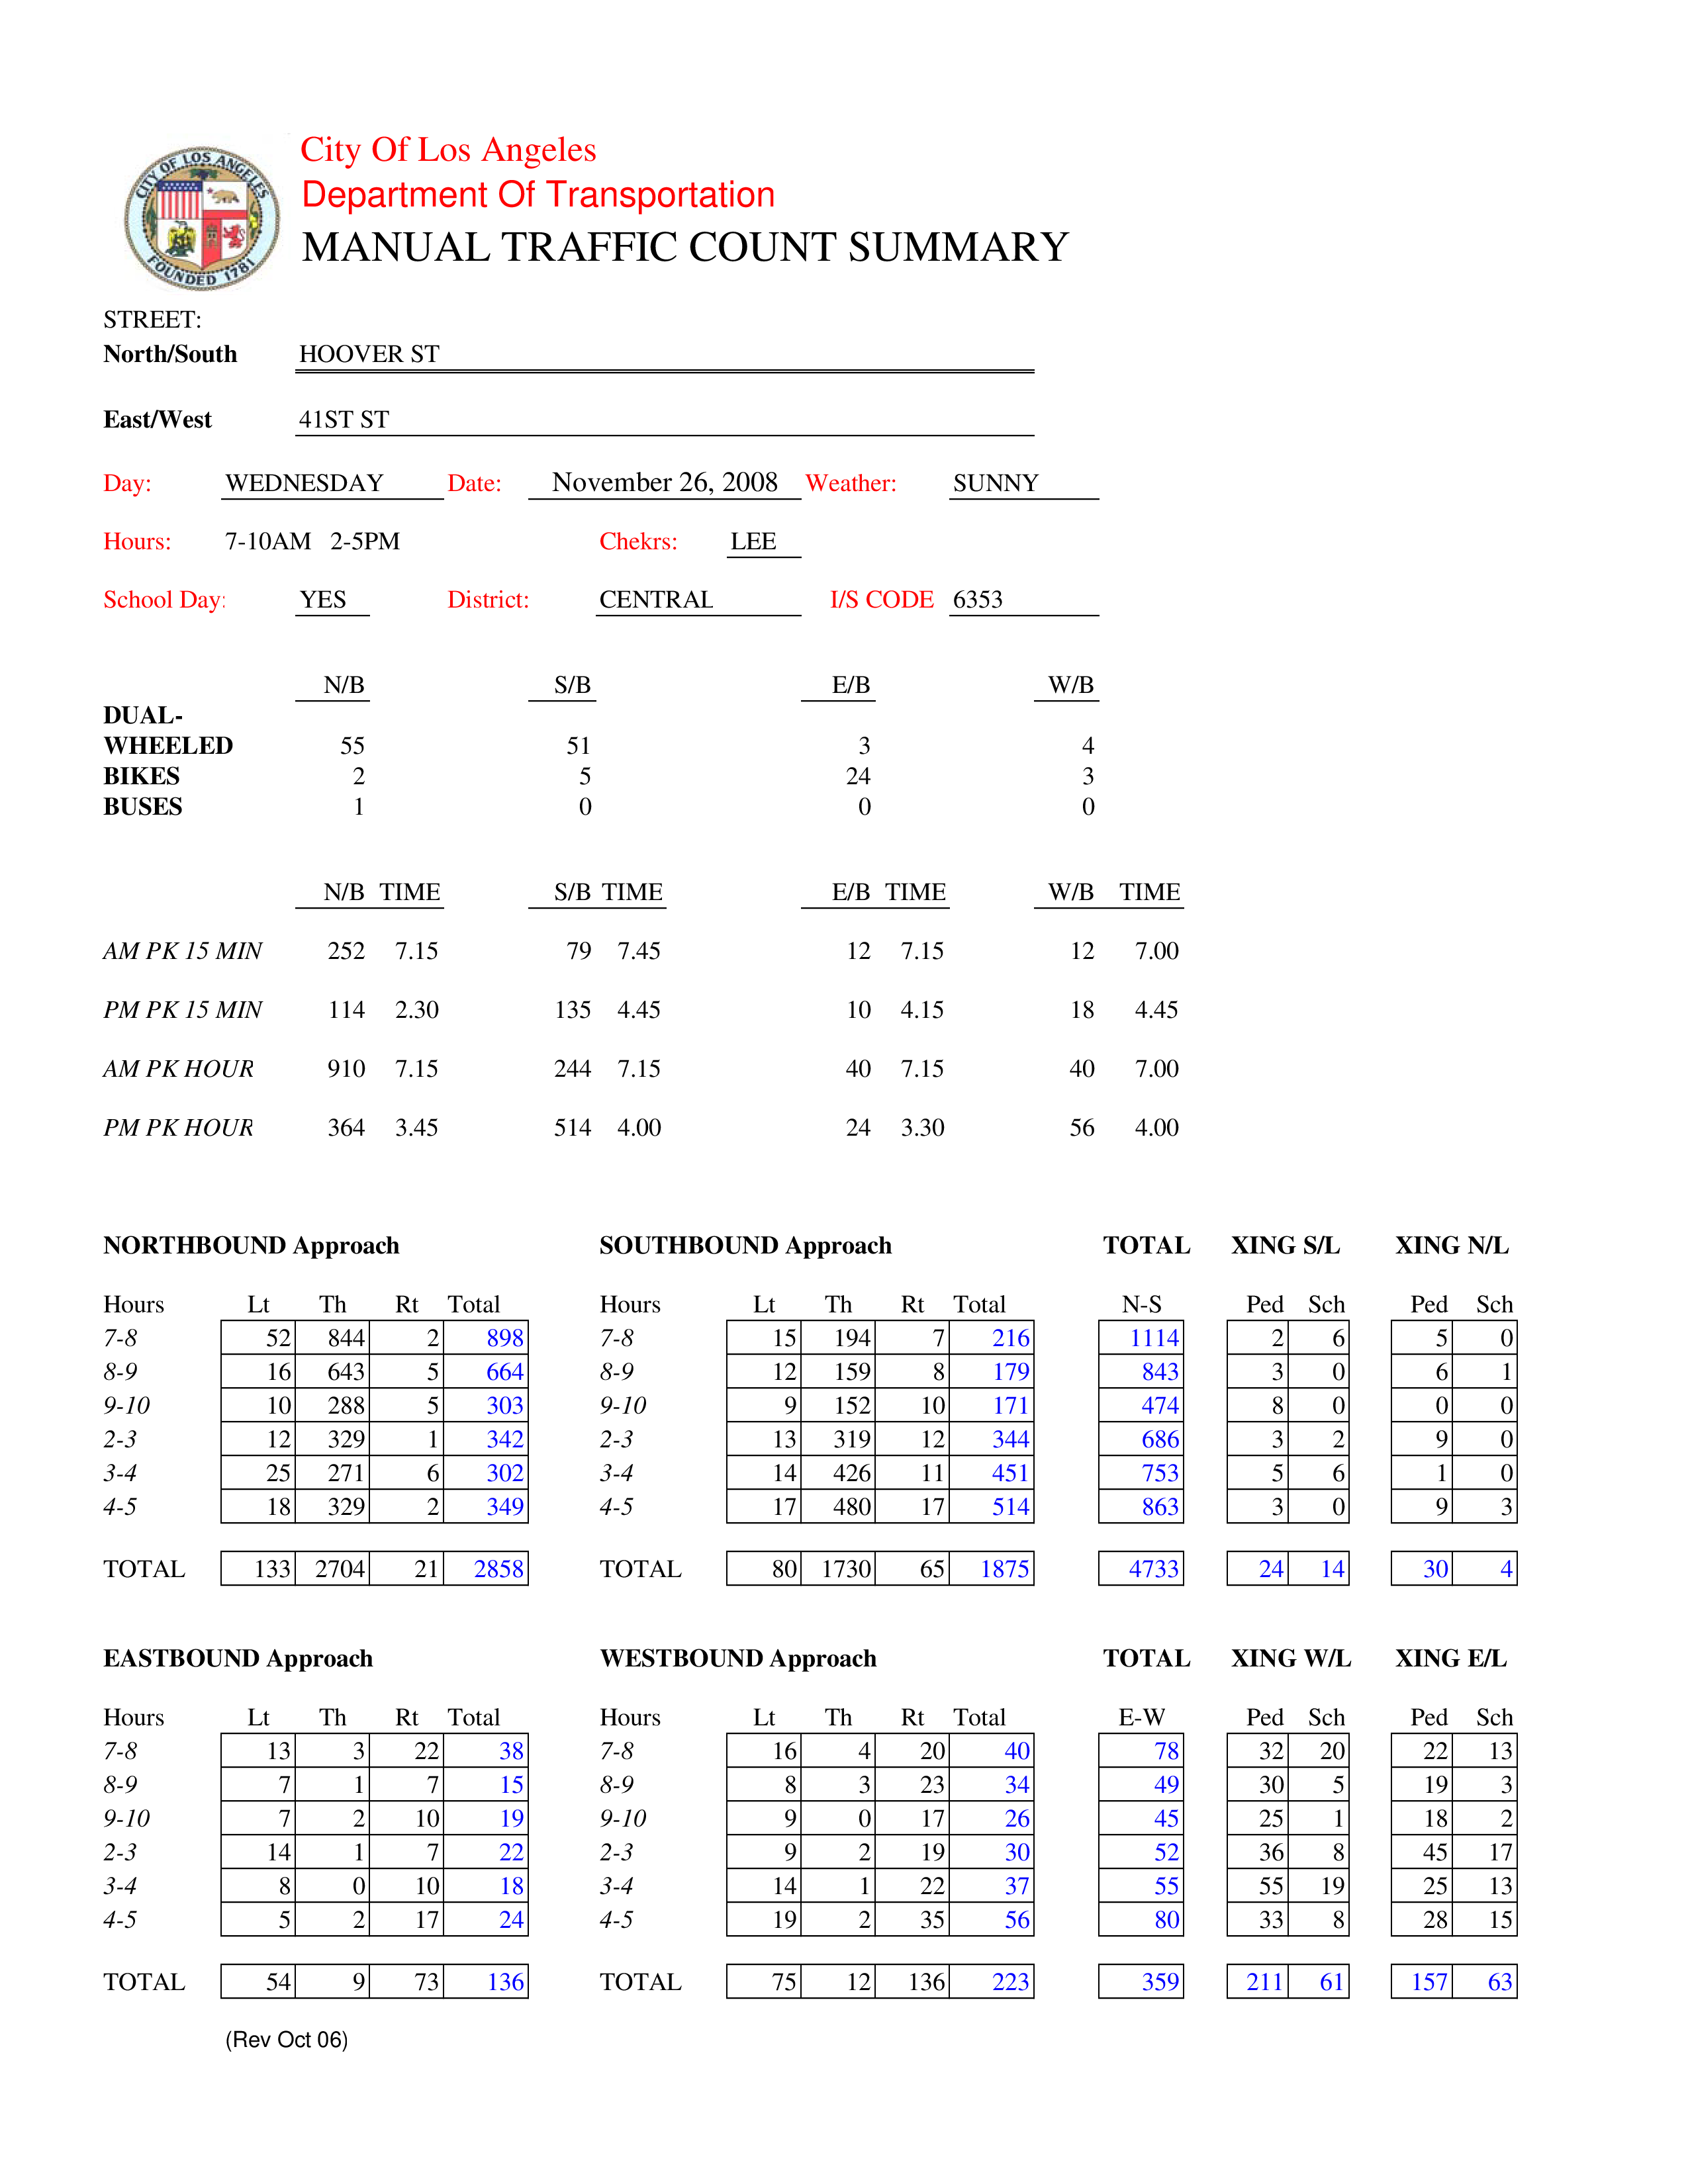 CITY OF LOS ANGELES
FOUNDED 1781
City Of Los Angeles
Department Of Transportation
MANUAL TRAFFIC COUNT SUMMARY
STREET:
North/South HOOVER ST
East/West 41ST ST
Day: WEDNESDAY Date: November 26, 2008 Weather: SUNNY
Hours: 7-10AM 2-5PM Chekrs: LEE
School Day: YES District: CENTRAL I/S CODE 6353
N/B S/B E/B W/B
DUAL-
WHEELED 55 51 3 4
BIKES 2 5 24 3
BUSES 1 0 0 0
N/B TIME S/B TIME E/B TIME W/B TIME
AM PK 15 MIN 252 7.15 79 7.45 12 7.15 12 7.00
PM PK 15 MIN 114 2.30 135 4.45 10 4.15 18 4.45
AM PK HOUR 910 7.15 244 7.15 40 7.15 40 7.00
PM PK HOUR 364 3.45 514 4.00 24 3.30 56 4.00
NORTHBOUND Approach SOUTHBOUND Approach TOTAL XING S/L XING N/L
Hours Lt Th Rt Total Hours Lt Th Rt Total N-S Ped Sch Ped Sch
7-8 52 844 2 898 7-8 15 194 7 216 1114 2 6 5 0
8-9 16 643 5 664 8-9 12 159 8 179 843 3 0 6 1
9-10 10 288 5 303 9-10 9 152 10 171 474 8 0 0 0
2-3 12 329 1 342 2-3 13 319 12 344 686 3 2 9 0
3-4 25 271 6 302 3-4 14 426 11 451 753 5 6 1 0
4-5 18 329 2 349 4-5 17 480 17 514 863 3 0 9 3
TOTAL 133 2704 21 2858 TOTAL 80 1730 65 1875 4733 24 14 30 4
EASTBOUND Approach WESTBOUND Approach TOTAL XING W/L XING E/L
Hours Lt Th Rt Total Hours Lt Th Rt Total E-W Ped Sch Ped Sch
7-8 13 3 22 38 7-8 16 4 20 40 78 32 20 22 13
8-9 7 1 7 15 8-9 8 3 23 34 49 30 5 19 3
9-10 7 2 10 19 9-10 9 0 17 26 45 25 1 18 2
2-3 14 1 7 22 2-3 9 2 19 30 52 36 8 45 17
3-4 8 0 10 18 3-4 14 1 22 37 55 55 19 25 13
4-5 5 2 17 24 4-5 19 2 35 56 80 33 8 28 15
TOTAL 54 9 73 136 TOTAL 75 12 136 223 359 211 61 157 63
(Rev Oct 06)